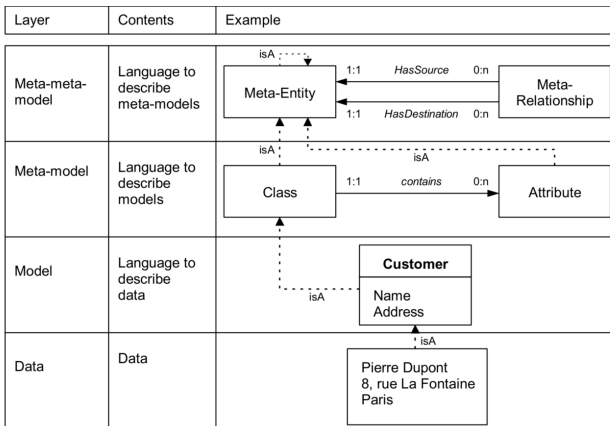 Layer
Contents
Example
Meta-meta-
model
Language to
describe
meta-models
isA
Meta-Entity
1:1
HasSource
0:n
1:1
HasDestination
0:n
Meta-
Relationship
isA
isA
Meta-model
Language to
describe
models
Class
1:1
contains
0:n
Attribute
Model
Language to
describe
data
isA
Customer
Name
Address
isA
Data
Data
Pierre Dupont
8, rue La Fontaine
Paris